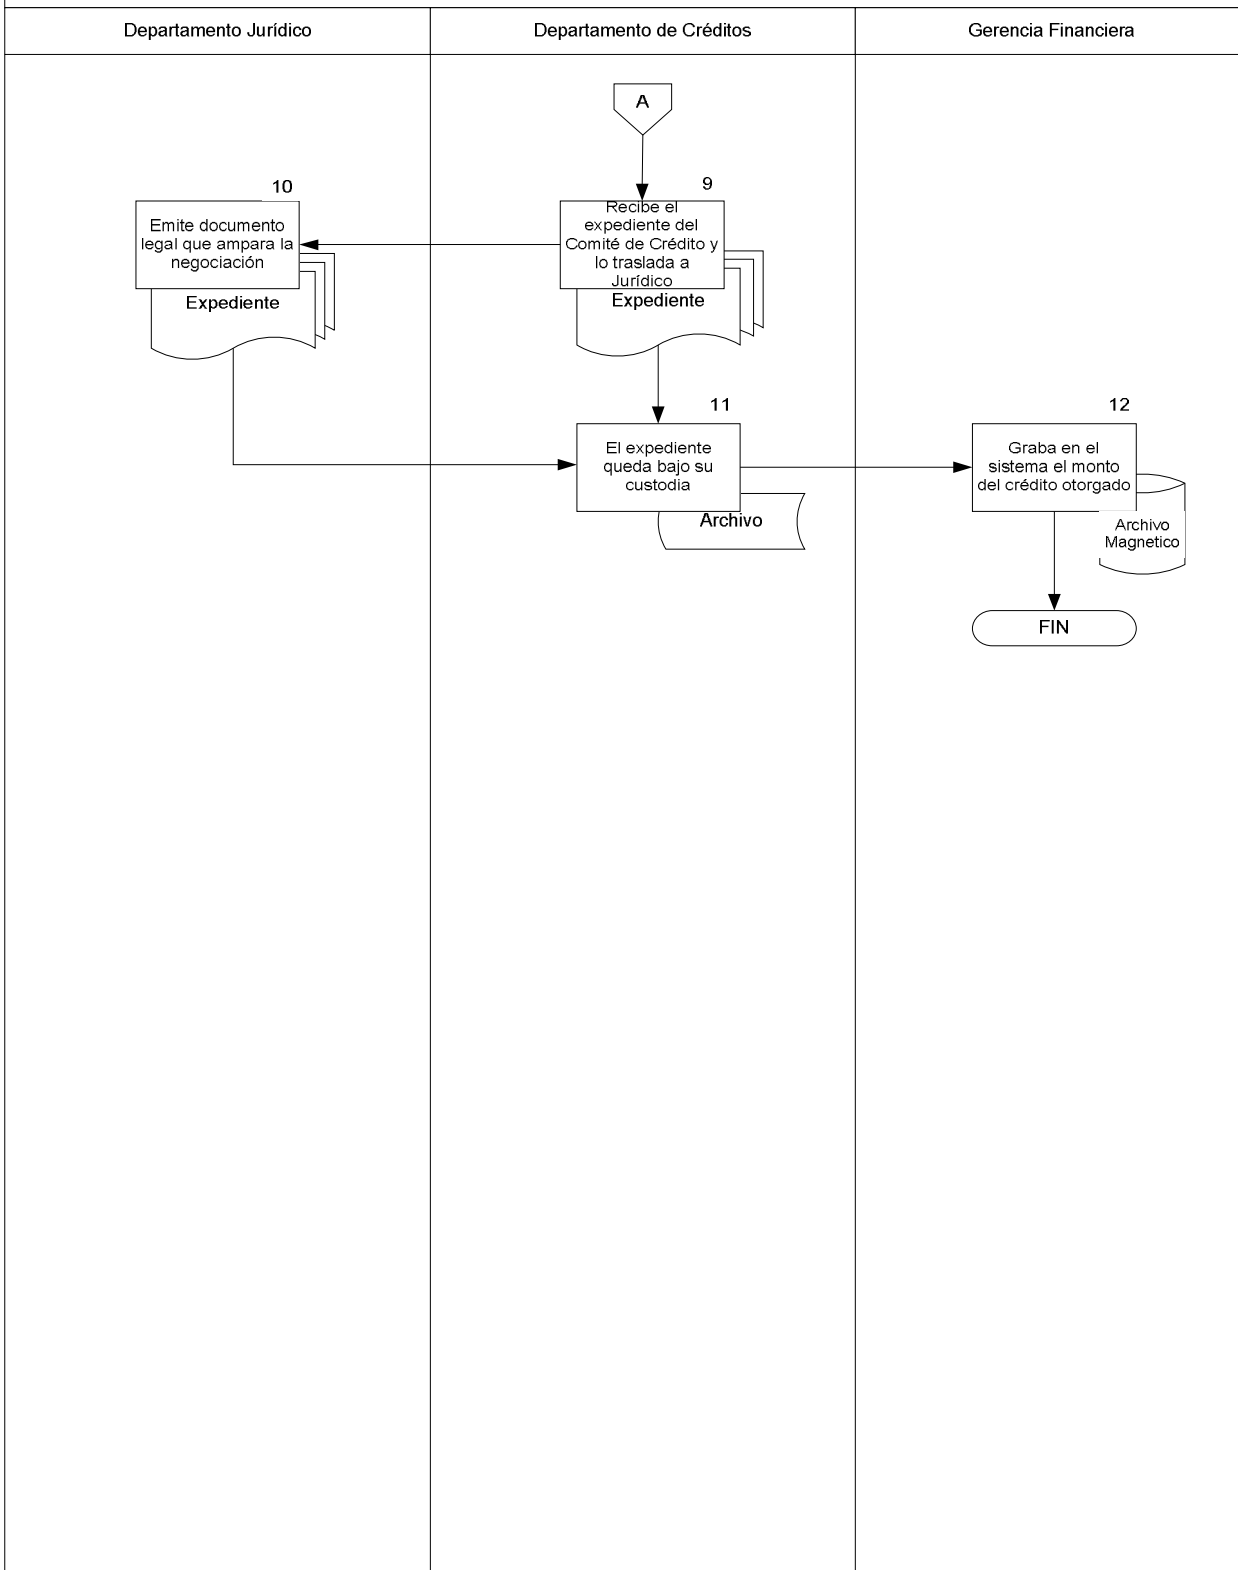 Departamento Jurídico
Departamento de Créditos
Gerencia Financiera
A
10
Emite documento
legal que ampara la
negociación
Expediente
9
Recibe el
expediente del
Comité de Crédito y
lo traslada a
Jurídico
Expediente
11
El expediente
queda bajo su
custodia
Archivo
12
Graba en el
sistema el monto
del crédito otorgado
Archivo
Magnetico
FIN